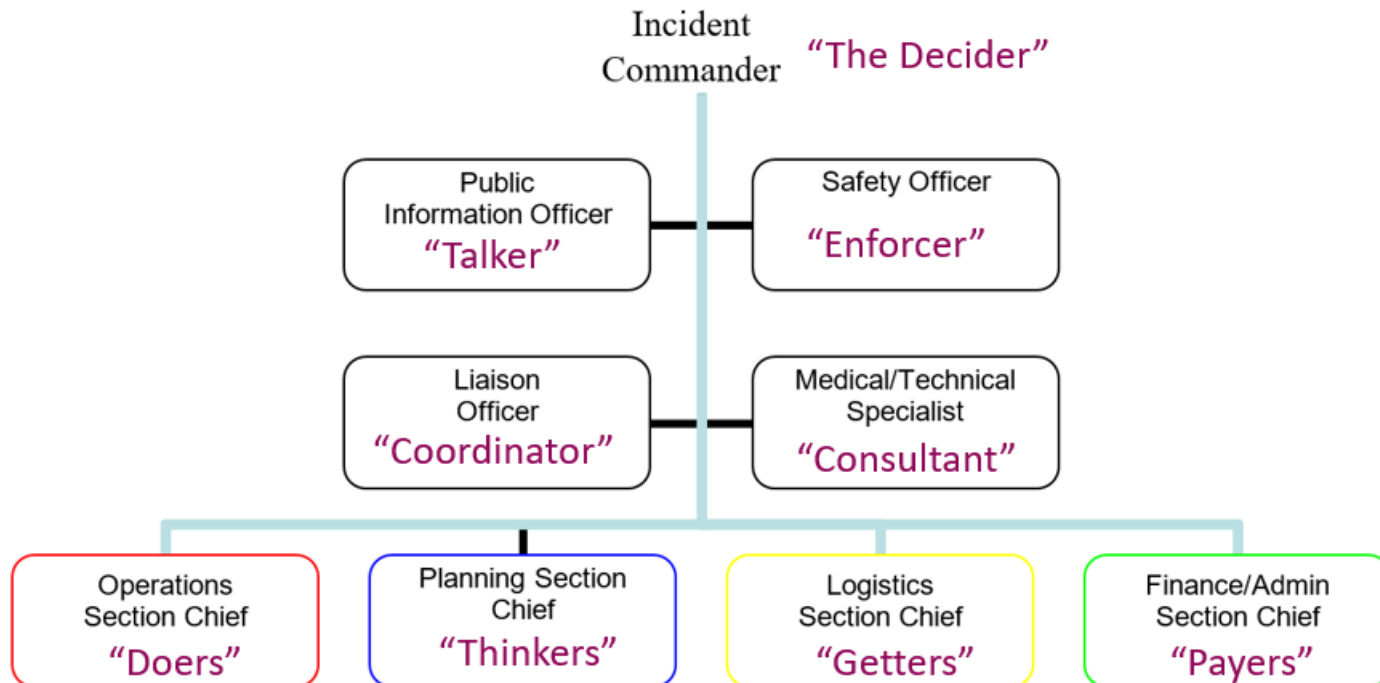 Incident
Commander
“The Decider”
Public
Information Officer
“Talker”
Safety Officer
“Enforcer”
Liaison
Officer
“Coordinator”
Medical/Technical
Specialist
“Consultant”
Operations
Section Chief
“Doers”
Planning Section
Chief
“Thinkers”
Logistics
Section Chief
“Getters”
Finance/Admin
Section Chief
“Payers”